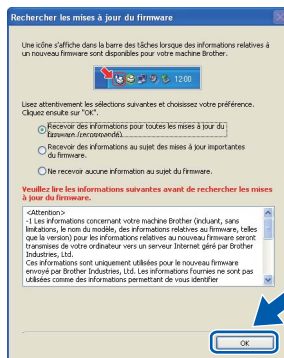 Rechercher les mises à jour du firmware
Une icône s'affiche dans la barre des tâches lorsque des informations relatives à
un nouveau firmware sont disponibles pour votre machine Brother.
12:00
Lisez attentivement les sélections suivantes et choisissez votre préférence.
Cliquez ensuite sur "OK".
Recevoir des informations pour toutes les mises à jour du
firmware (recommandé)
Recevoir des informations au sujet des mises à jour importantes
du firmware.
Ne recevoir aucune information au sujet du firmware.
Veuillez lire les informations suivantes avant de rechercher les mises
à jour du firmware.
<Attention>
-1 Les informations concernant votre machine Brother (incluant, sans
limitations, le nom du modèle, des informations relatives au firmware, telles
que la version) pour les informations relatives au nouveau firmware seront
transmises de votre ordinateur vers un serveur Internet géré par Brother
Industries, Ltd.
Ces informations sont uniquement utilisées pour le nouveau firmware
envoyé par Brother Industries, Ltd. Les informations fournies ne sont pas
utilisées comme des informations permettant de vous identifier
OK